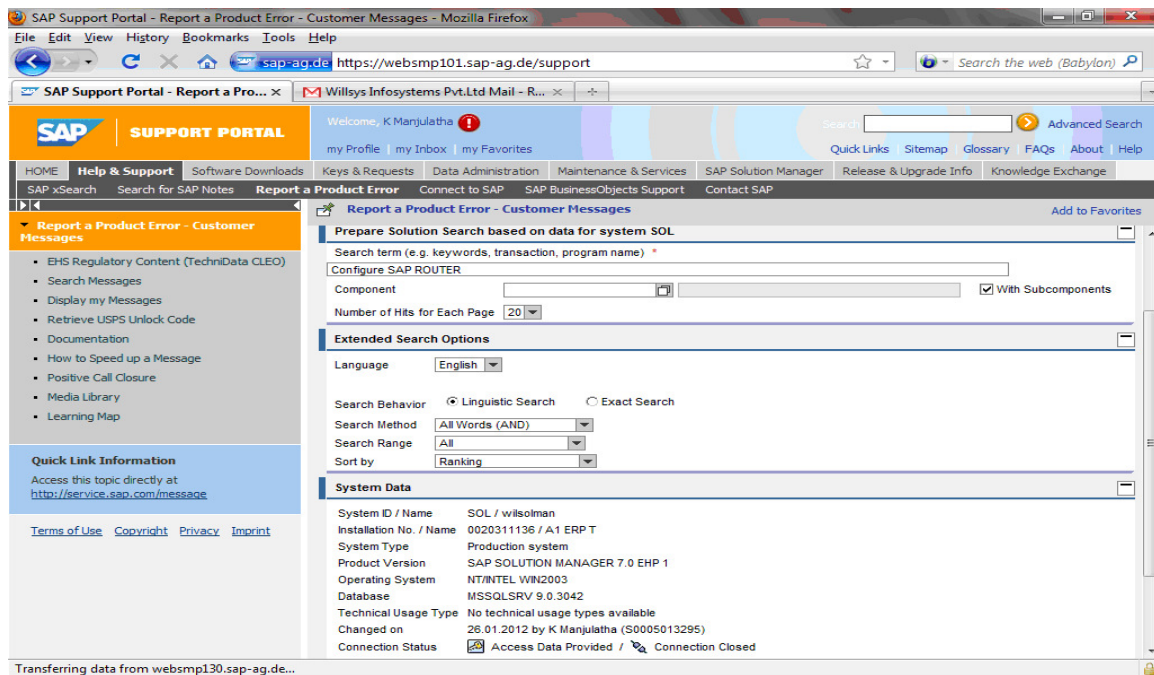 SAP Support Portal - Report a Product Error - Customer Messages - Mozilla Firefox
File Edit View History Bookmarks Tools Help
sap-ag.de https://websmp101.sap-ag.de/support
Search the web (Babylon)
SAP Support Portal - Report a Pro...
Willsys Infosystems Pvt.Ltd Mail - R...
SAP SUPPORT PORTAL
Welcome, K Manjulatha
Search
Advanced Search
my Profile my Inbox my Favorites
Quick Links Sitemap Glossary FAQs About Help
HOME Help & Support Software Downloads Keys & Requests Data Administration Maintenance & Services SAP Solution Manager Release & Upgrade Info Knowledge Exchange
SAP xSearch Search for SAP Notes Report a Product Error Connect to SAP SAP BusinessObjects Support Contact SAP
Report a Product Error - Customer Messages
EHS Regulatory Content (TechniData CLEO)
Search Messages
Display my Messages
Retrieve USPS Unlock Code
Documentation
How to Speed up a Message
Positive Call Closure
Media Library
Learning Map
Quick Link Information
Access this topic directly at
http://service.sap.com/message
Terms of Use Copyright Privacy Imprint
Report a Product Error - Customer Messages
Add to Favorites
Prepare Solution Search based on data for system SOL
Search term (e.g. keywords, transaction, program name) *
Configure SAP ROUTER
Component
With Subcomponents
Number of Hits for Each Page 20
Extended Search Options
Language English
Search Behavior Linguistic Search Exact Search
Search Method All Words (AND)
Search Range All
Sort by Ranking
System Data
System ID / Name SOL / wilsolman
Installation No. / Name 0020311136 / A1 ERP T
System Type Production system
Product Version SAP SOLUTION MANAGER 7.0 EHP 1
Operating System NT/INTEL WIN2003
Database MSSQLSRV 9.0.3042
Technical Usage Type No technical usage types available
Changed on 26.01.2012 by K Manjulatha (S0005013295)
Connection Status Access Data Provided / Connection Closed
Transferring data from websmp130.sap-ag.de...